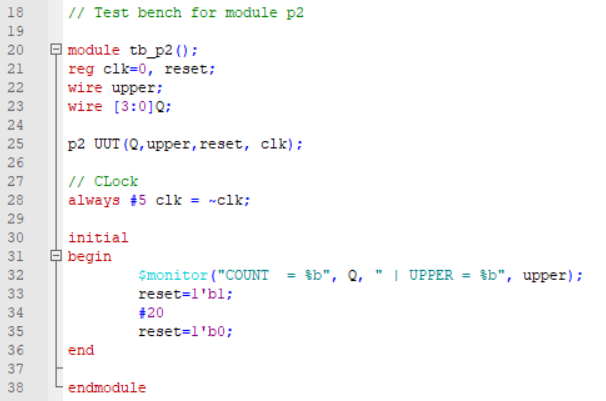 18 // Test bench for module p2
19
20 module tb_p2();
21 reg clk=0, reset;
22 wire upper;
23 wire [3:0]Q;
24
25 p2 UUT(Q,upper,reset, clk);
26
27 // CLock
28 always #5 clk = ~clk;
29
30 initial
31 begin
32 $monitor("COUNT  = %b", Q, " | UPPER = %b", upper);
33 reset=1'b1;
34 #20
35 reset=1'b0;
36 end
37
38 endmodule